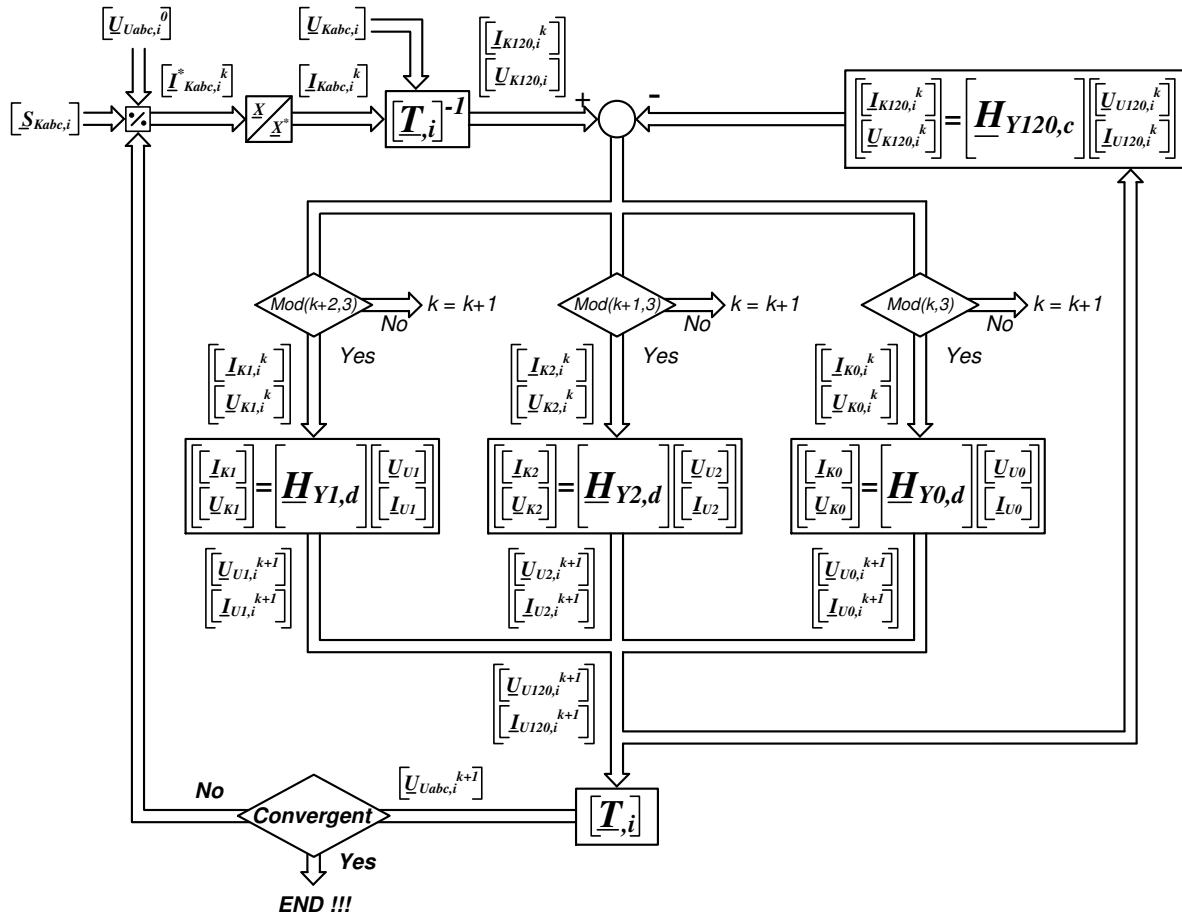 [U_Uabc,i^0]
[U_Kabc,i]
[I_K120,i^k]
[U_K120,i]
[I*_Kabc,i^k]
[I_Kabc,i^k]
[S_Kabc,i]
%
X
X*
[T,i]^-1
+
-
[I_K120,i^k]
[U_K120,i^k]
= [H_Y120,c]
[U_U120,i^k]
[I_U120,i^k]
Mod(k+2,3)
k = k+1
No
Yes
Mod(k+1,3)
k = k+1
No
Yes
Mod(k,3)
k = k+1
No
Yes
[I_K1,i^k]
[U_K1,i^k]
[I_K2,i^k]
[U_K2,i^k]
[I_K0,i^k]
[U_K0,i^k]
[I_K1]
[U_K1]
= [H_Y1,d]
[U_U1]
[I_U1]
[I_K2]
[U_K2]
= [H_Y2,d]
[U_U2]
[I_U2]
[I_K0]
[U_K0]
= [H_Y0,d]
[U_U0]
[I_U0]
[U_U1,i^k+1]
[I_U1,i^k+1]
[U_U2,i^k+1]
[I_U2,i^k+1]
[U_U0,i^k+1]
[I_U0,i^k+1]
[U_U120,i^k+1]
[I_U120,i^k+1]
[U_Uabc,i^k+1]
[T,i]
No
Convergent
Yes
END !!!